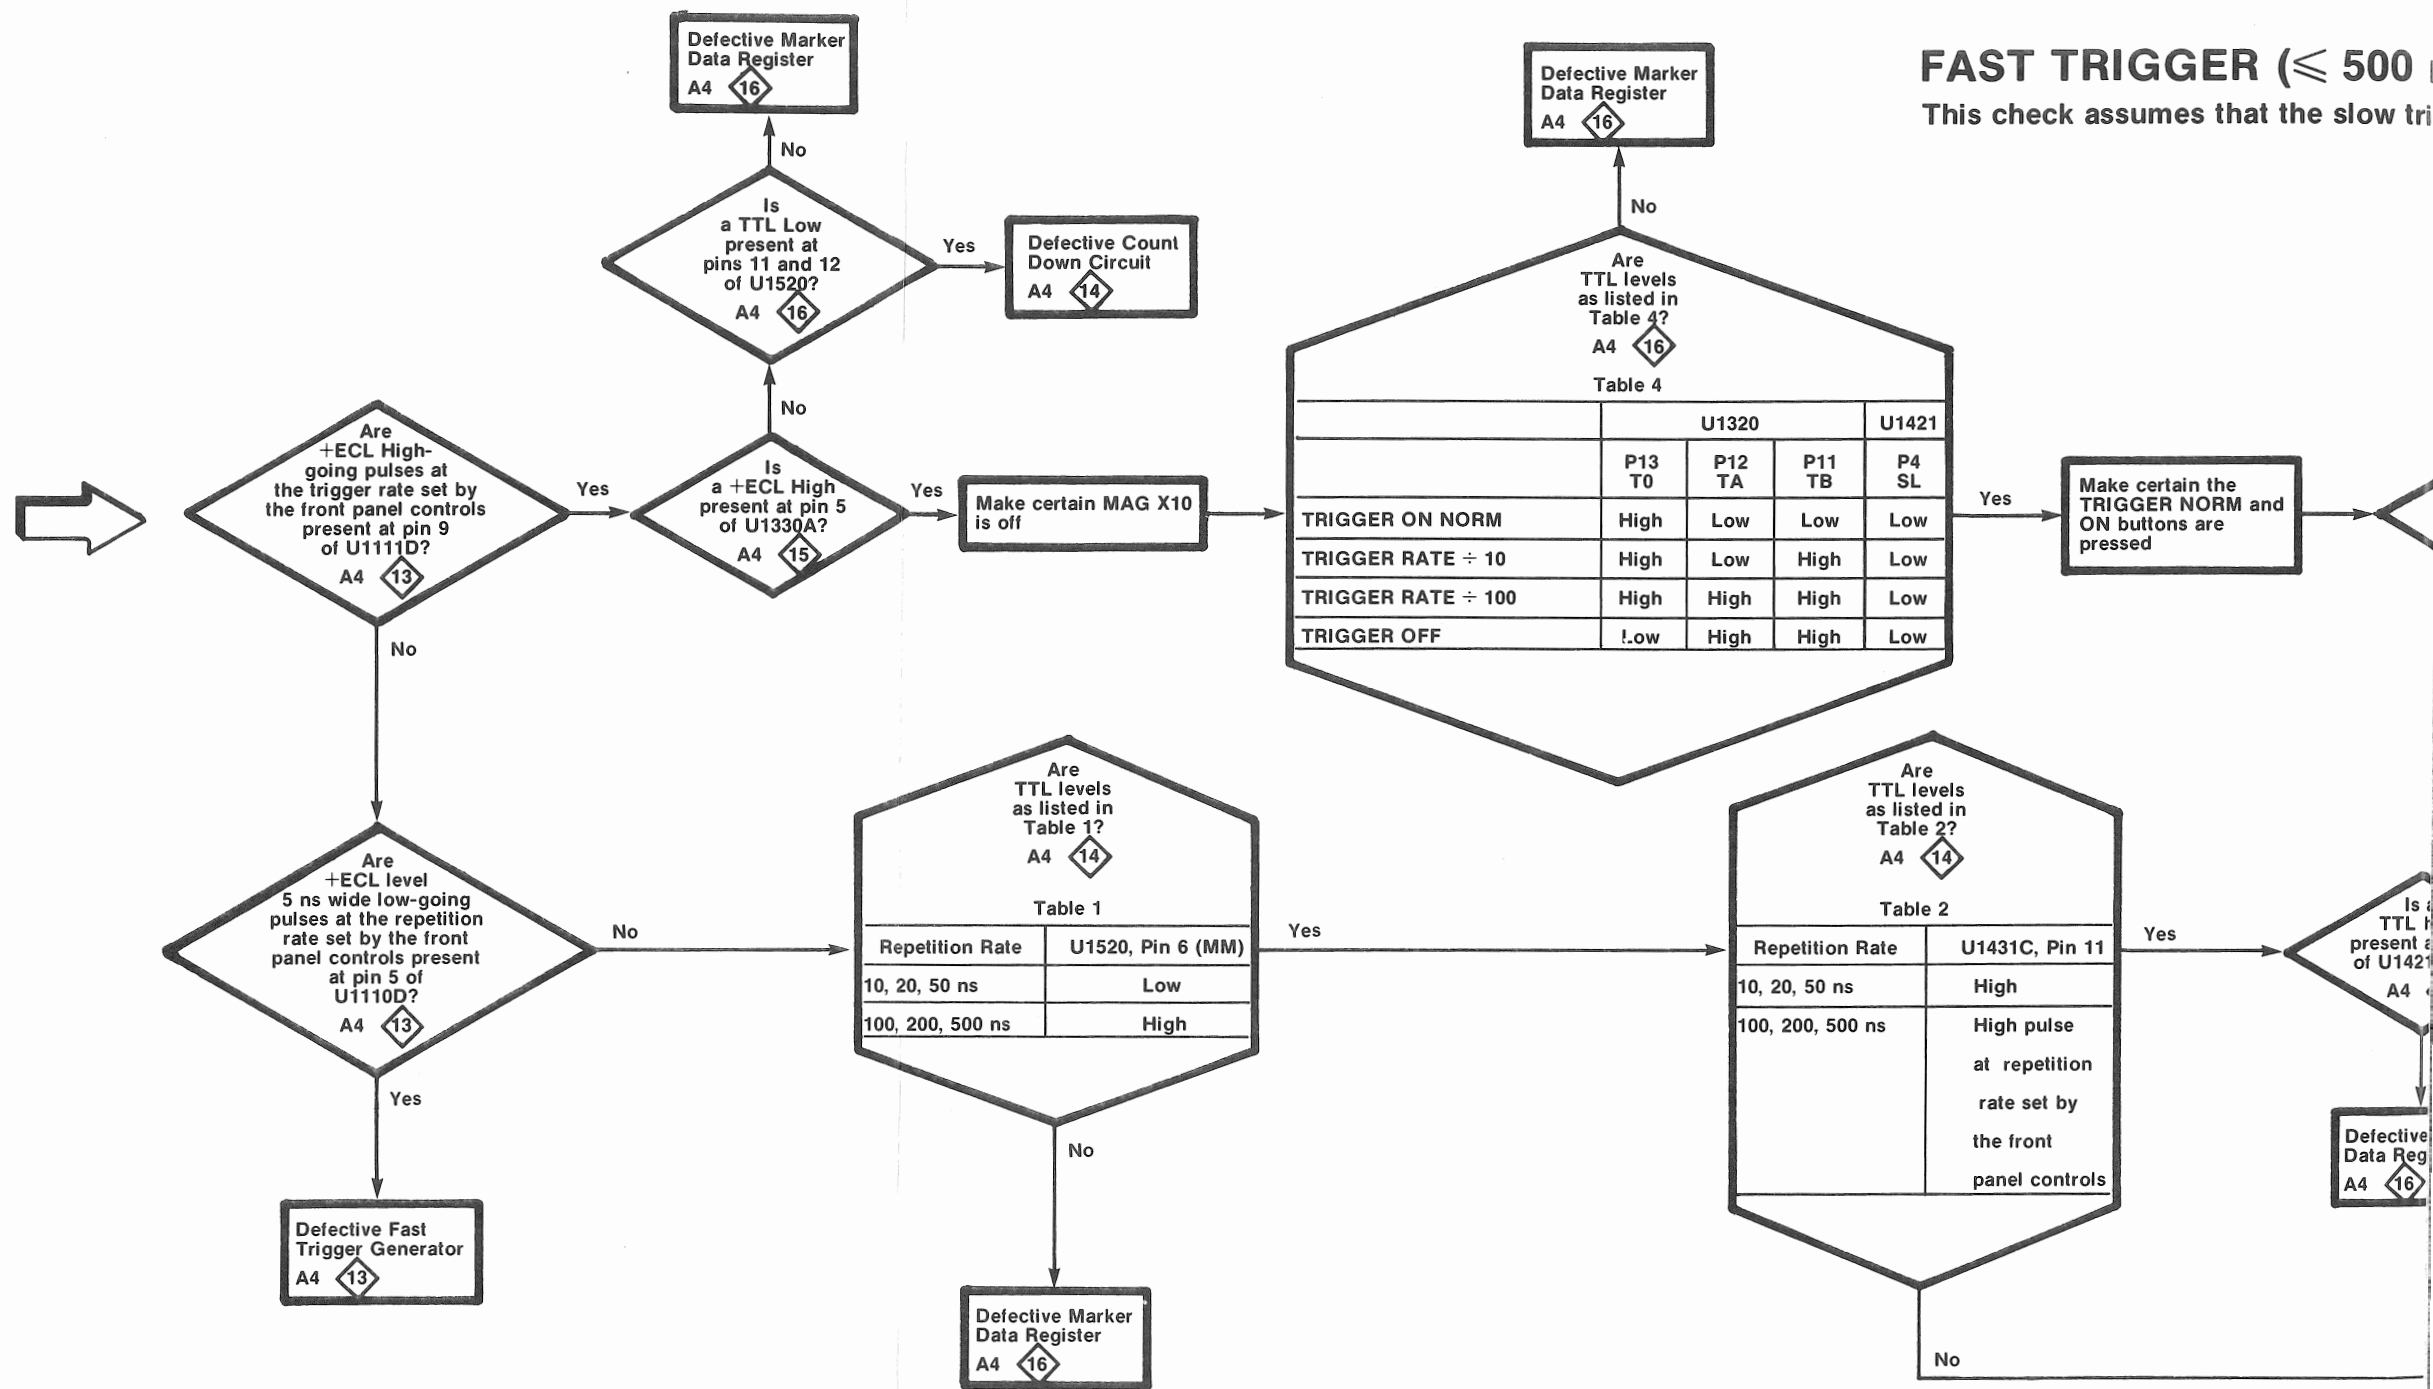 FAST TRIGGER (⩽ 500
This check assumes that the slow tri
Defective Marker
Data Register
A4 16
No
Is
a TTL Low
present at
pins 11 and 12
of U1520?
A4 16
Yes
Defective Count
Down Circuit
A4 14
No
Are
+ECL High-
going pulses at
the trigger rate set by
the front panel controls
present at pin 9
of U1111D?
A4 13
Yes
Is
a +ECL High
present at pin 5
of U1330A?
A4 15
Yes
Make certain MAG X10
is off
Defective Marker
Data Register
A4 16
No
Are
TTL levels
as listed in
Table 4?
A4 16
Table 4
U1320 U1421
P13 P12 P11 P4
T0 TA TB SL
TRIGGER ON NORM High Low Low Low
TRIGGER RATE ÷ 10 High Low High Low
TRIGGER RATE ÷ 100 High High High Low
TRIGGER OFF Low High High Low
Yes
Make certain the
TRIGGER NORM and
ON buttons are
pressed
No
Are
+ECL level
5 ns wide low-going
pulses at the repetition
rate set by the front
panel controls present
at pin 5 of
U1110D?
A4 13
Yes
Defective Fast
Trigger Generator
A4 13
No
Are
TTL levels
as listed in
Table 1?
A4 14
Table 1
Repetition Rate U1520, Pin 6 (MM)
10, 20, 50 ns Low
100, 200, 500 ns High
No
Defective Marker
Data Register
A4 16
Yes
Are
TTL levels
as listed in
Table 2?
A4 14
Table 2
Repetition Rate U1431C, Pin 11
10, 20, 50 ns High
100, 200, 500 ns High pulse
at repetition
rate set by
the front
panel controls
No
Yes
Is
TTL
present
of U1421
A4
Defective
Data Reg
A4 16